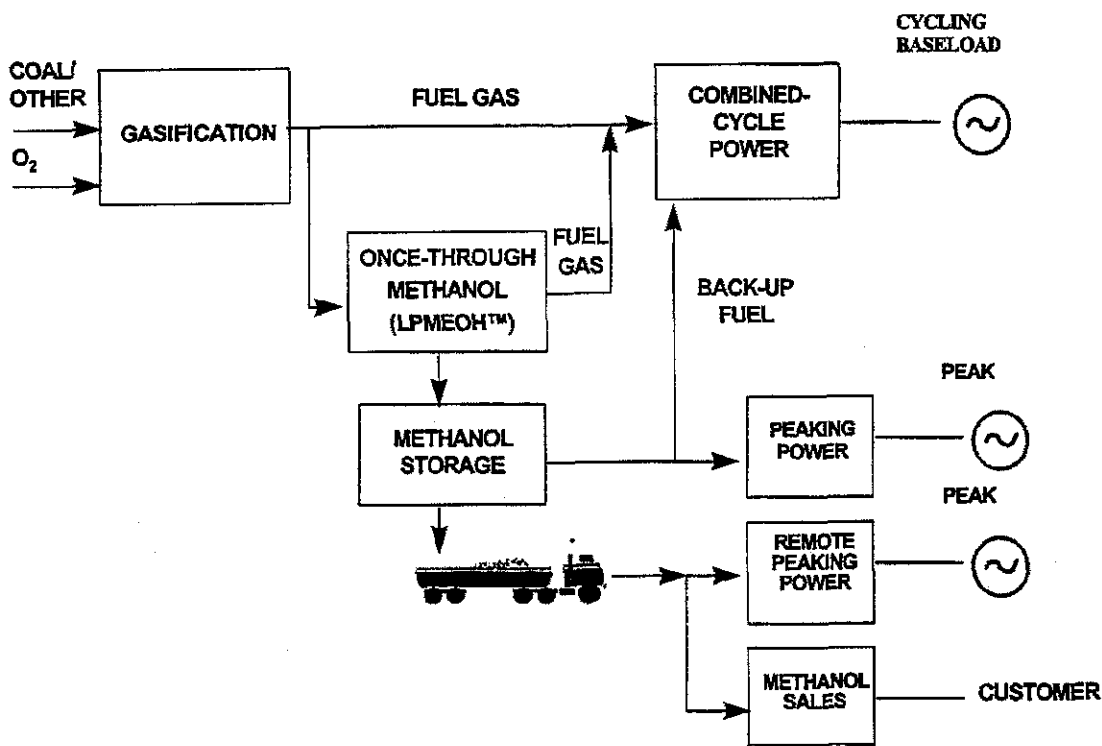 CYCLING
BASELOAD
COAL/
OTHER
O₂
GASIFICATION
FUEL GAS
COMBINED-
CYCLE
POWER
ONCE-THROUGH
METHANOL
(LPMEOH™)
FUEL
GAS
BACK-UP
FUEL
METHANOL
STORAGE
PEAKING
POWER
PEAK
REMOTE
PEAKING
POWER
PEAK
METHANOL
SALES
CUSTOMER